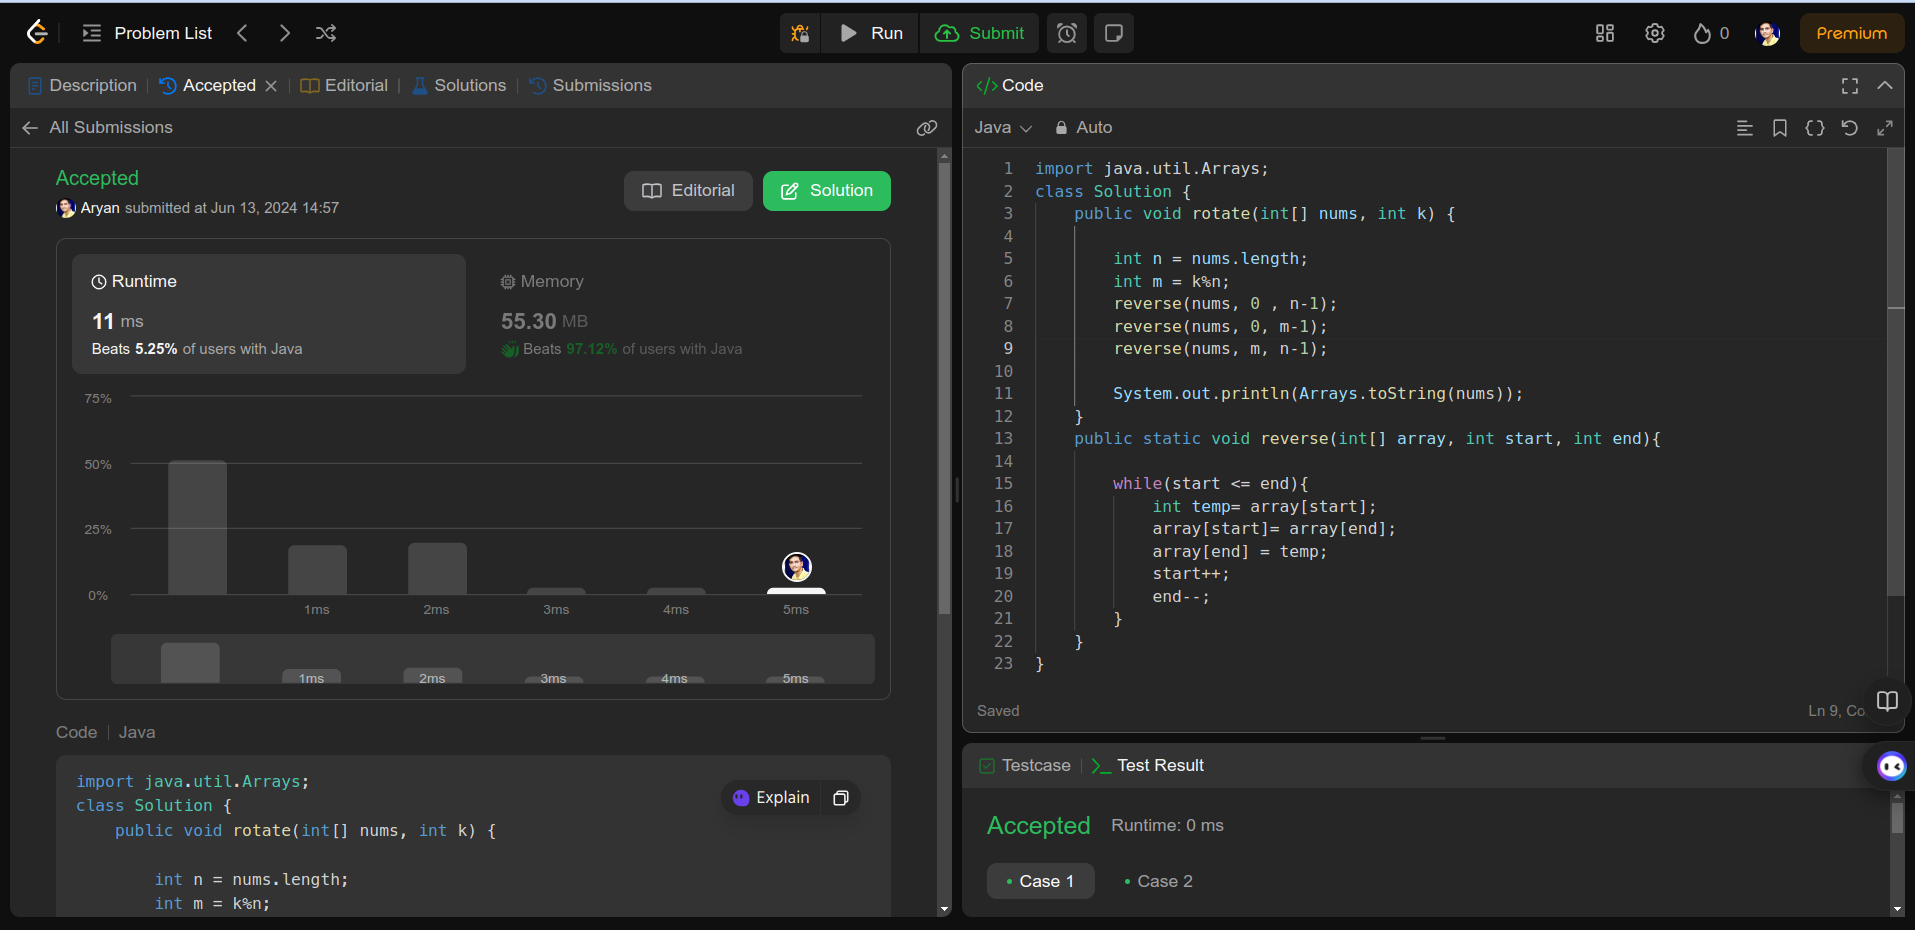 Problem List
Run
Submit
0
Premium
Description
Accepted
Editorial
Solutions
Submissions
All Submissions
Accepted
Aryan submitted at Jun 13, 2024 14:57
Editorial
Solution
Runtime
11 ms
Beats 5.25% of users with Java
Memory
55.30 MB
Beats 97.12% of users with Java
75%
50%
25%
0%
1ms
2ms
3ms
4ms
5ms
1ms
2ms
3ms
4ms
5ms
Code
Java
import java.util.Arrays;
class Solution {
public void rotate(int[] nums, int k) {
int n = nums.length;
int m = k%n;
Explain
</> Code
Java
Auto
1 import java.util.Arrays;
2 class Solution {
3 public void rotate(int[] nums, int k) {
4
5 int n = nums.length;
6 int m = k%n;
7 reverse(nums, 0 , n-1);
8 reverse(nums, 0, m-1);
9 reverse(nums, m, n-1);
10
11 System.out.println(Arrays.toString(nums));
12 }
13 public static void reverse(int[] array, int start, int end){
14
15 while(start <= end){
16 int temp= array[start];
17 array[start]= array[end];
18 array[end] = temp;
19 start++;
20 end--;
21 }
22 }
23 }
Saved
Ln 9, Co
Testcase
Test Result
Accepted
Runtime: 0 ms
Case 1
Case 2